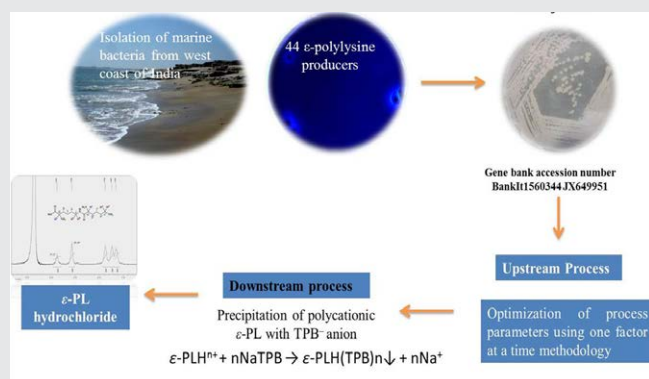 Isolation of marine
bacteria from west
coast of India
44 ε-polylysine
producers
Gene bank accession number
BankIt1560344 JX649951
Upstream Process
Optimization of process
parameters using one factor
at a time methodology
Downstream process
Precipitation of polycationic
ε-PL with TPB⁻ anion
ε-PLHⁿ⁺ + nNaTPB → ε-PLH(TPB)n↓ + nNa⁺
ε-PL
hydrochloride